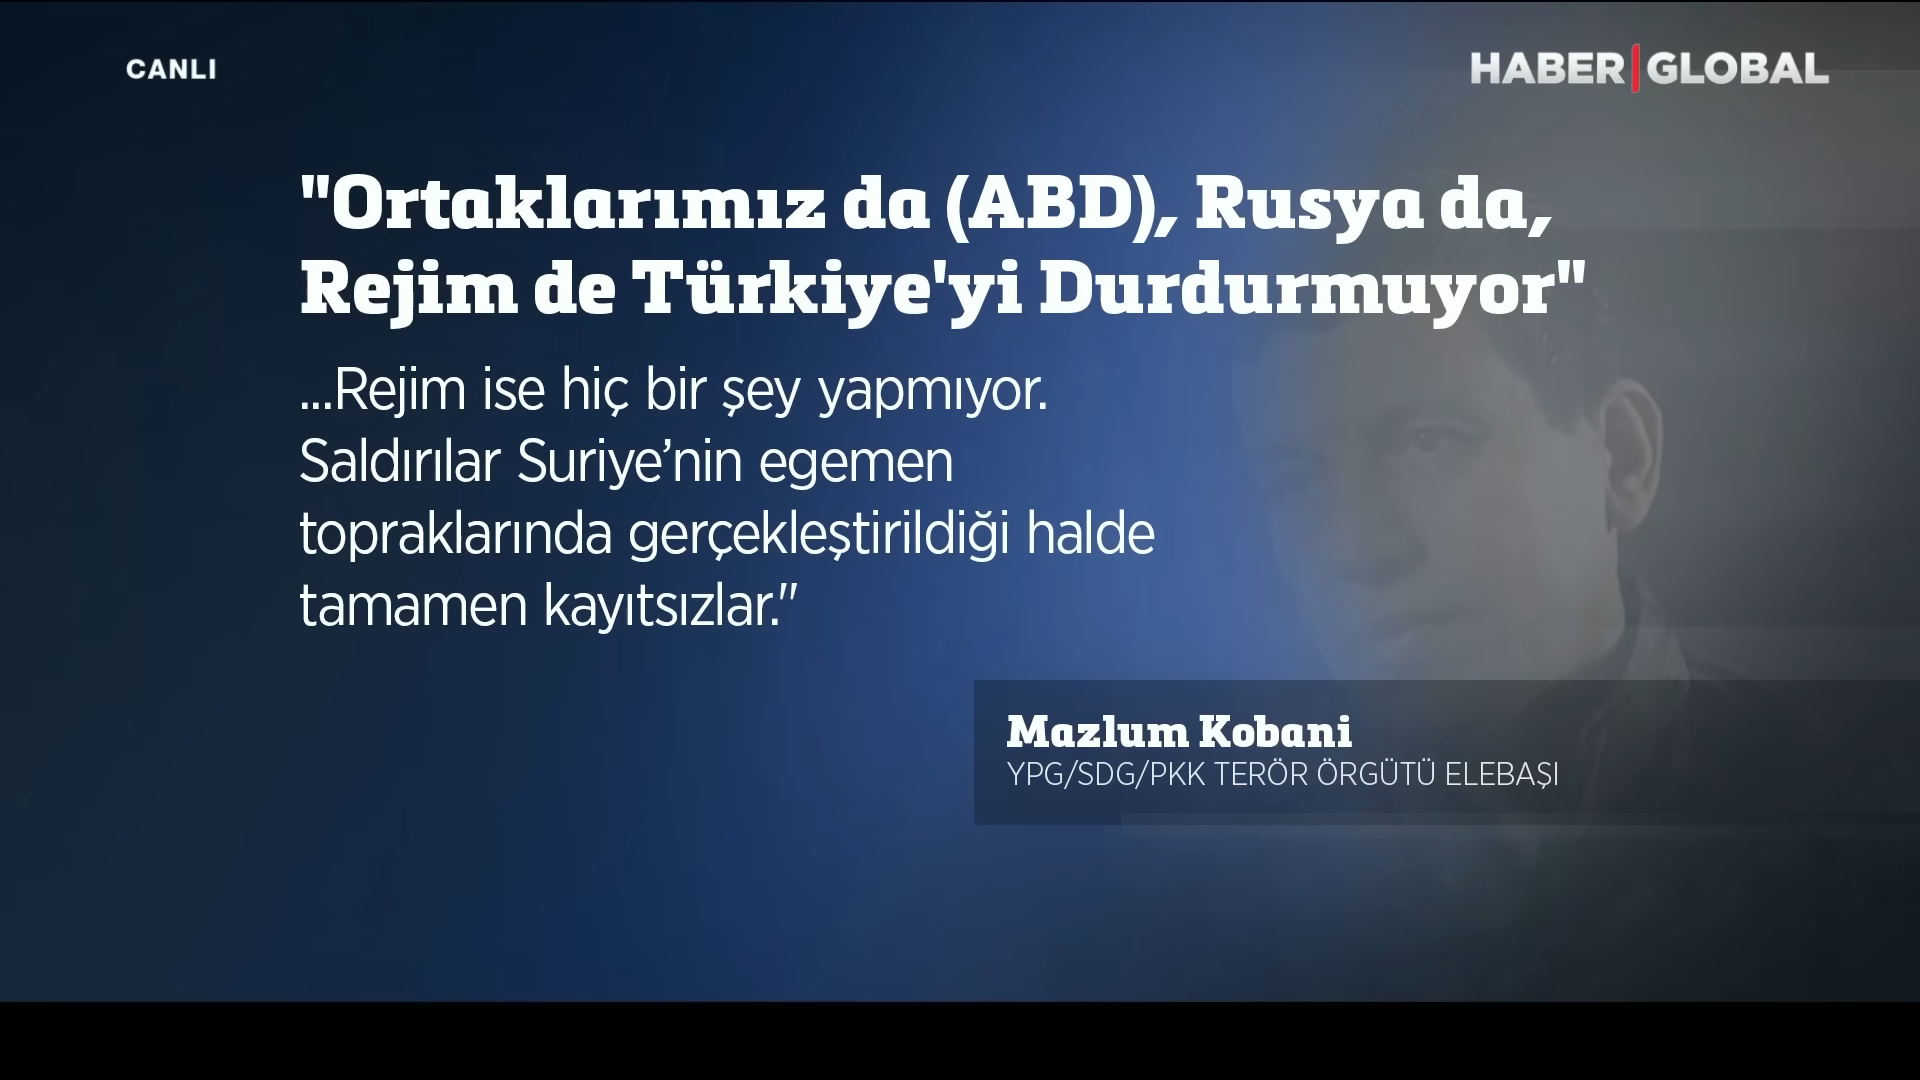 CANLI
HABER GLOBAL
"Ortaklarımız da (ABD), Rusya da,
Rejim de Türkiye'yi Durdurmuyor"
...Rejim ise hiç bir şey yapmıyor.
Saldırılar Suriye’nin egemen
topraklarında gerçekleştirildiği halde
tamamen kayıtsızlar."
Mazlum Kobani
YPG/SDG/PKK TERÖR ÖRGÜTÜ ELEBAŞI